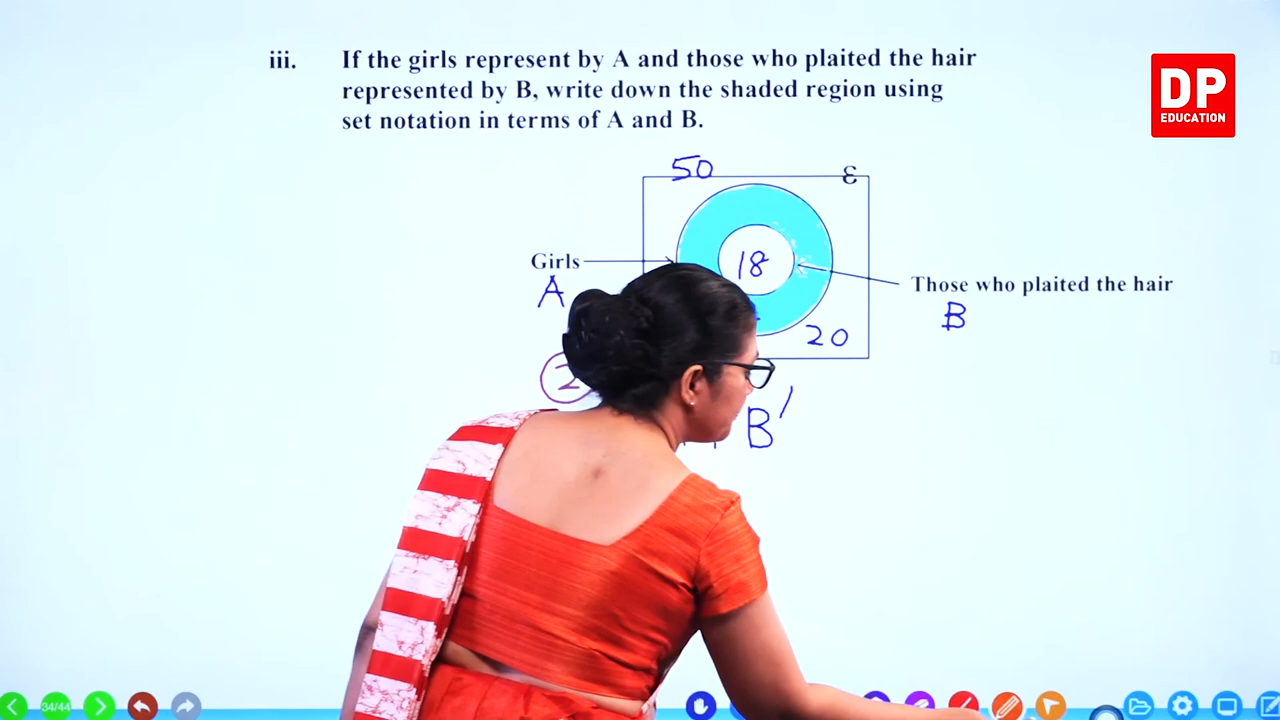 iii. If the girls represent by A and those who plaited the hair
represented by B, write down the shaded region using
set notation in terms of A and B.
DP
EDUCATION
50
ε
18
Girls
A
Those who plaited the hair
B
20
2
B′
34/44